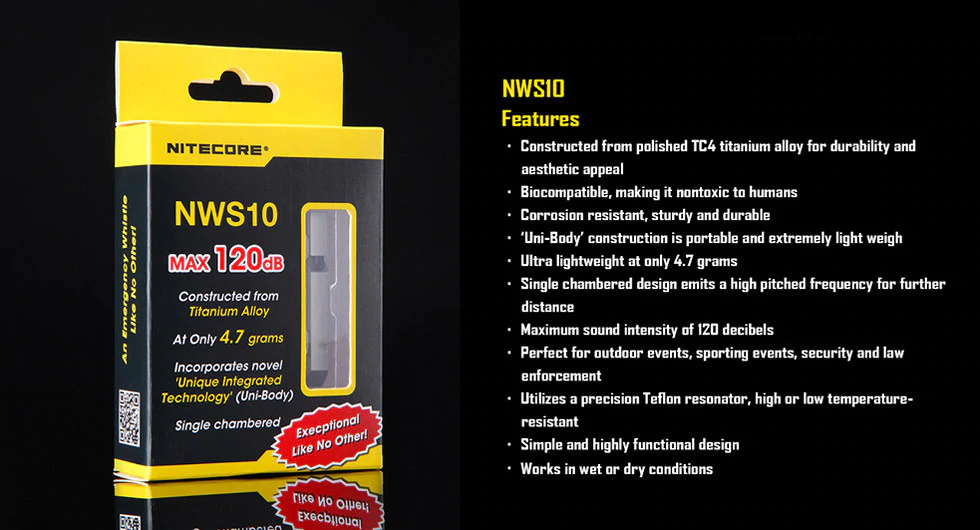 NITECORE®
NWS10
MAX 120dB
Constructed from
Titanium Alloy
At Only 4.7 grams
Incorporates novel
'Unique Integrated
Technology' (Uni-Body)
Single chambered
Execptional
Like No Other!
An Emergency Whistle
Like No Other!
NWS10
Features
· Constructed from polished TC4 titanium alloy for durability and
aesthetic appeal
· Biocompatible, making it nontoxic to humans
· Corrosion resistant, sturdy and durable
· ‘Uni-Body’ construction is portable and extremely light weigh
· Ultra lightweight at only 4.7 grams
· Single chambered design emits a high pitched frequency for further
distance
· Maximum sound intensity of 120 decibels
· Perfect for outdoor events, sporting events, security and law
enforcement
· Utilizes a precision Teflon resonator, high or low temperature-
resistant
· Simple and highly functional design
· Works in wet or dry conditions